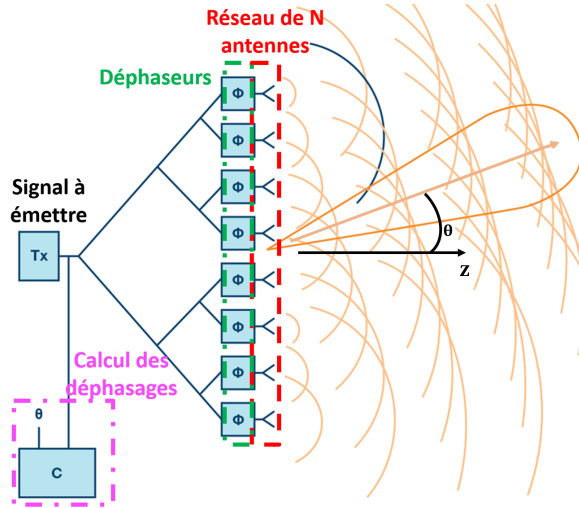 Réseau de N
antennes
Déphaseurs
Φ
Φ
Φ
Signal à
émettre
Φ
θ
Tx
z
Φ
Φ
Calcul des
déphasages
Φ
θ
Φ
C